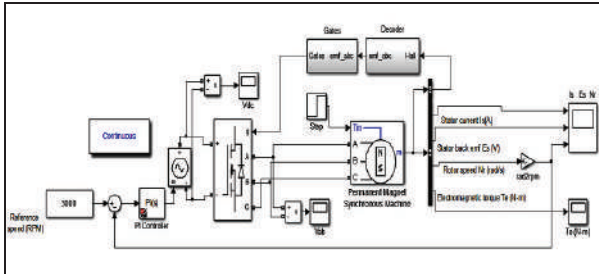 Gates
Decoder
Gates
emf_abc
emf_abc
Hall
+
-
Vdc
Step
Is Es Nr
Continuous
Tm
A
B
C
m
N
S
g
A
B
C
+
-
Stator current Is(A)
Stator back emf Es (V)
Rotor speed Nr (rad/s)
rad2rpm
Electromagnetic torque Te (N-m)
Permanent Magnet
Synchronous Machine
Vab
Te(N-m)
Reference
speed (RPM)
3000
PI(s)
PI Controller